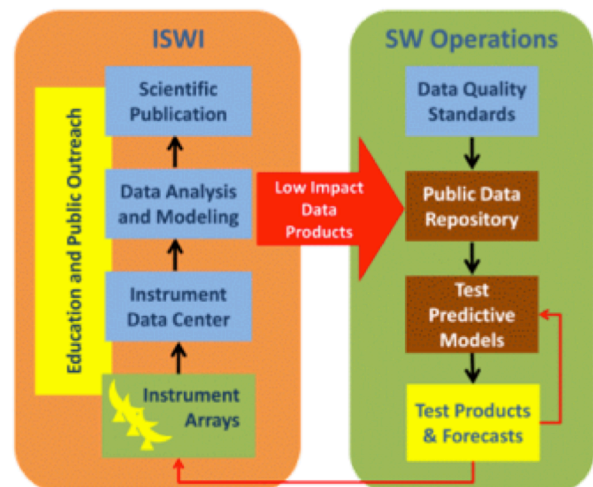 ISWI
Scientific
Publication
Data Analysis
and Modeling
Instrument
Data Center
Instrument
Arrays
Education and Public Outreach
Low Impact
Data
Products
SW Operations
Data Quality
Standards
Public Data
Repository
Test
Predictive
Models
Test Products
& Forecasts